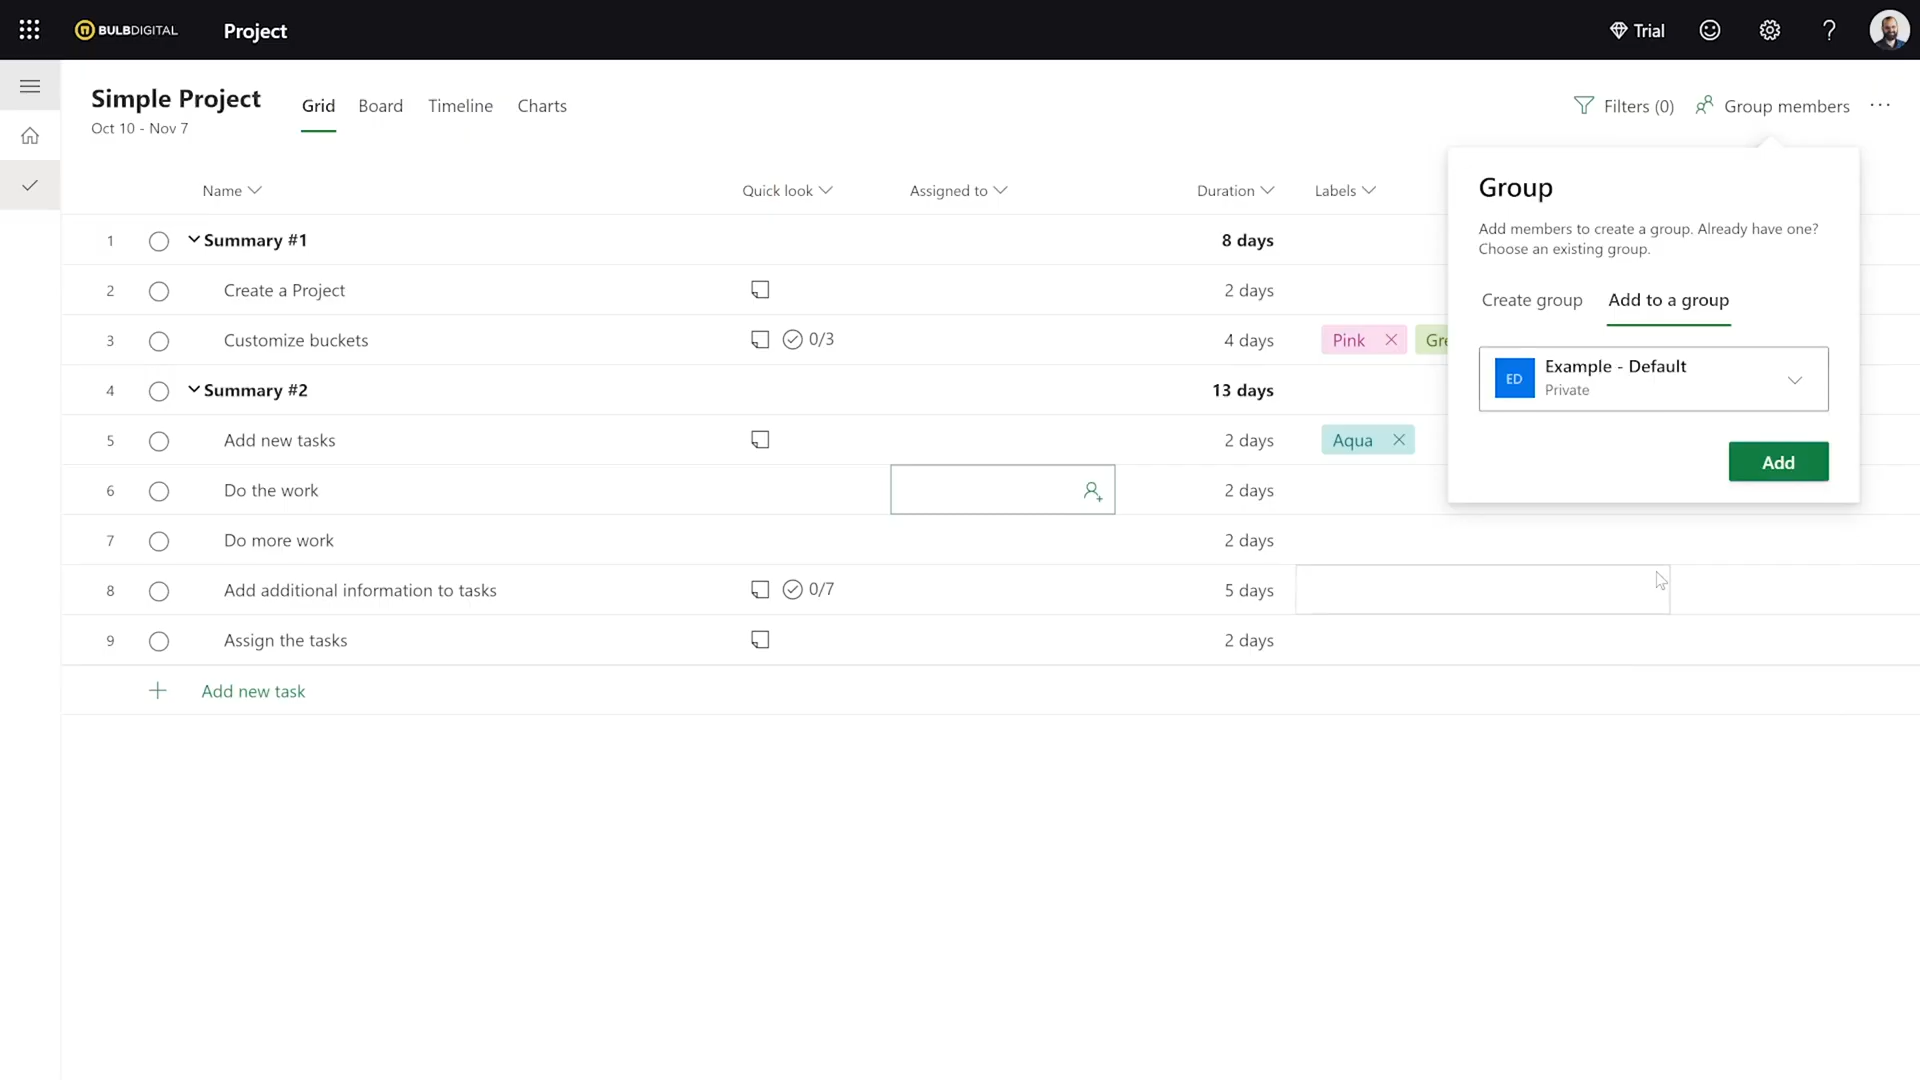 BULBDIGITAL
Project
Trial
Simple Project
Oct 10 - Nov 7
Grid
Board
Timeline
Charts
Filters (0)
Group members
Name
Quick look
Assigned to
Duration
Labels
1 Summary #1 8 days
2 Create a Project 2 days
3 Customize buckets 0/3 4 days Pink Gre
4 Summary #2 13 days
5 Add new tasks 2 days Aqua
6 Do the work 2 days
7 Do more work 2 days
8 Add additional information to tasks 0/7 5 days
9 Assign the tasks 2 days
Add new task
Group
Add members to create a group. Already have one?
Choose an existing group.
Create group
Add to a group
ED
Example - Default
Private
Add